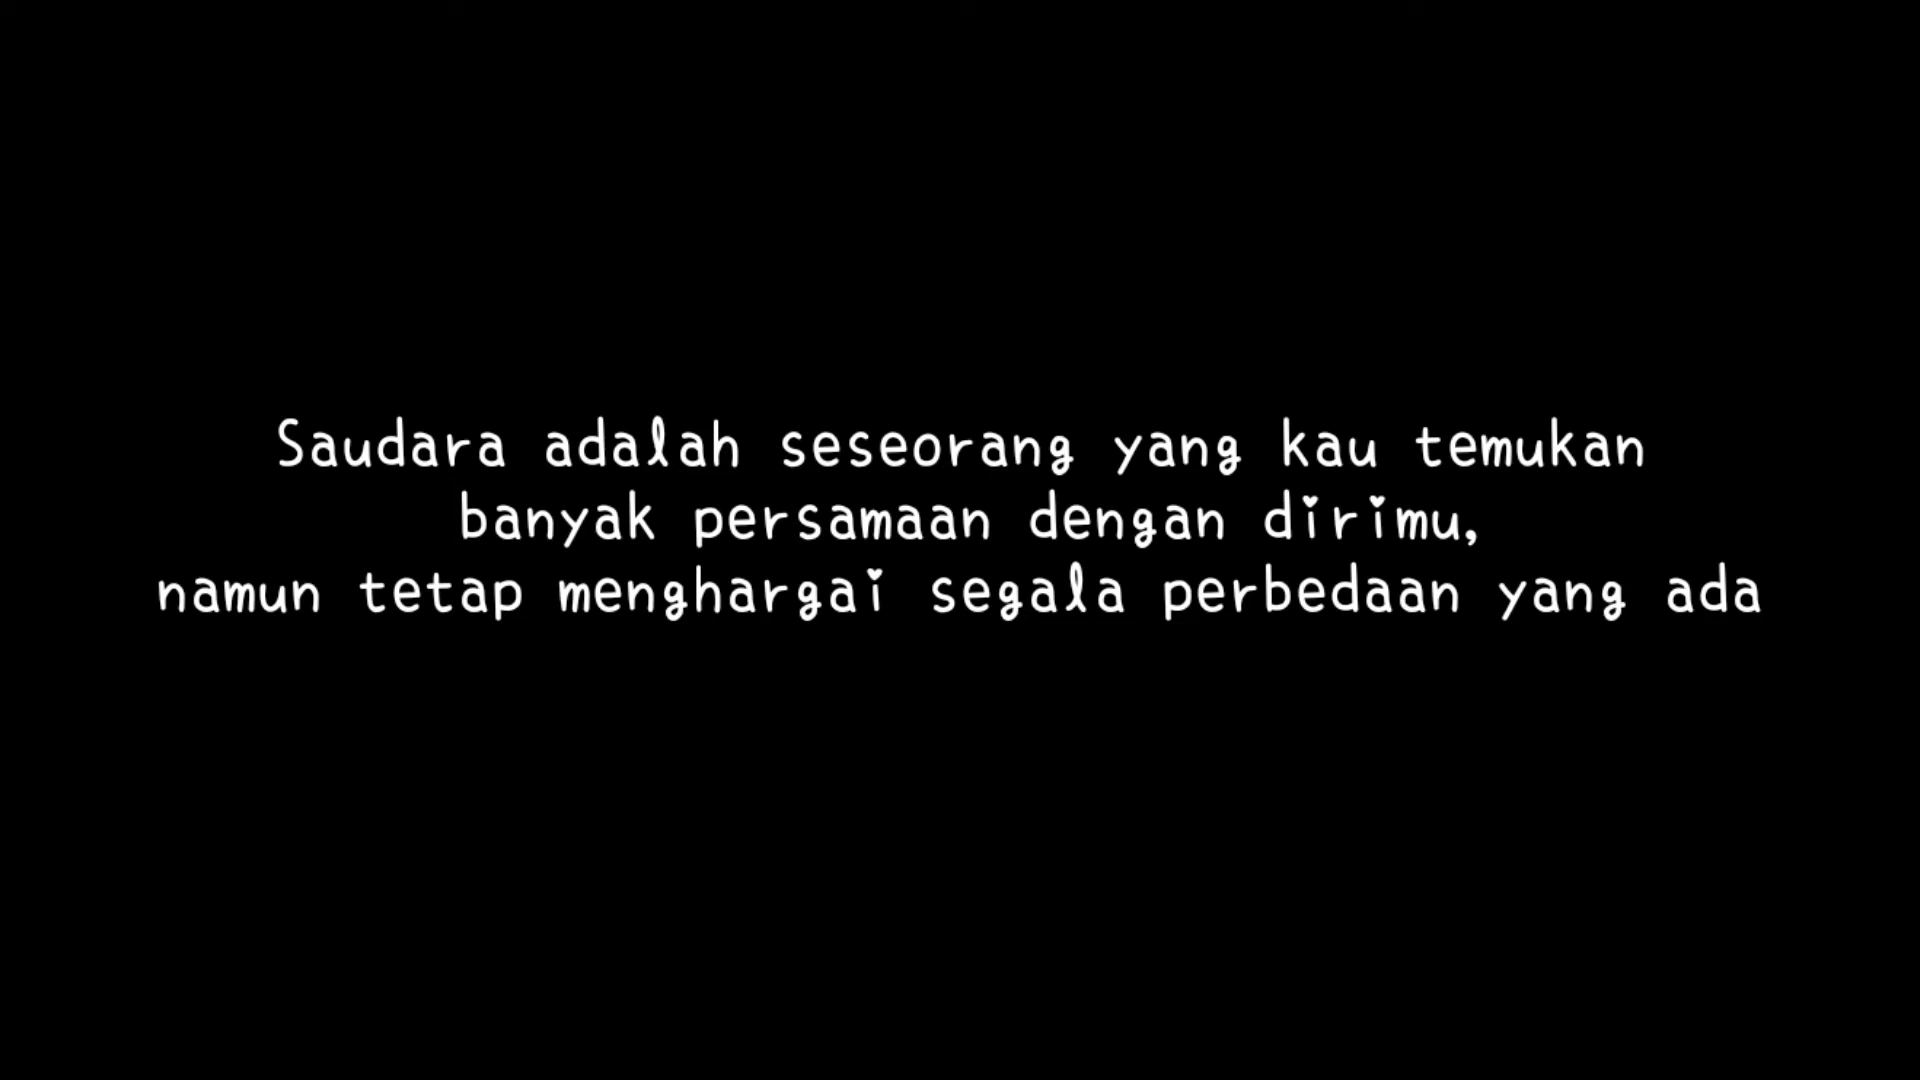 Saudara adalah seseorang yang kau temukan
banyak persamaan dengan dirimu,
namun tetap menghargai segala perbedaan yang ada